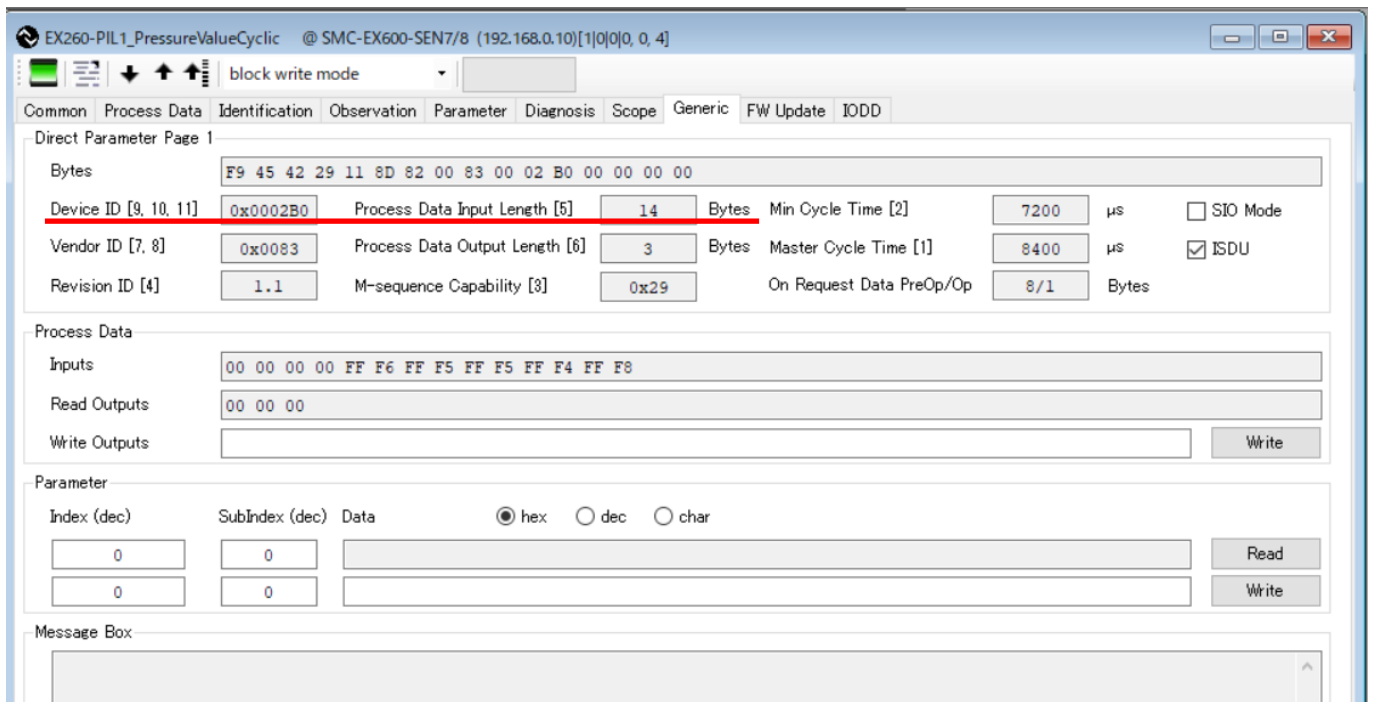 EX260-PIL1_PressureValueCyclic @ SMC-EX600-SEN7/8 (192.168.0.10)[1|0|0|0, 0, 4]
block write mode
Common Process Data Identification Observation Parameter Diagnosis Scope Generic FW Update IODD
Direct Parameter Page 1
Bytes F9 45 42 29 11 8D 82 00 83 00 02 B0 00 00 00 00
Device ID [9, 10, 11] 0x0002B0 Process Data Input Length [5] 14 Bytes Min Cycle Time [2] 7200 µs SIO Mode
Vendor ID [7, 8] 0x0083 Process Data Output Length [6] 3 Bytes Master Cycle Time [1] 8400 µs ISDU
Revision ID [4] 1.1 M-sequence Capability [3] 0x29 On Request Data PreOp/Op 8/1 Bytes
Process Data
Inputs 00 00 00 00 FF F6 FF F5 FF F5 FF F4 FF F8
Read Outputs 00 00 00
Write Outputs Write
Parameter
Index (dec) SubIndex (dec) Data hex dec char
0 0 Read
0 0 Write
Message Box